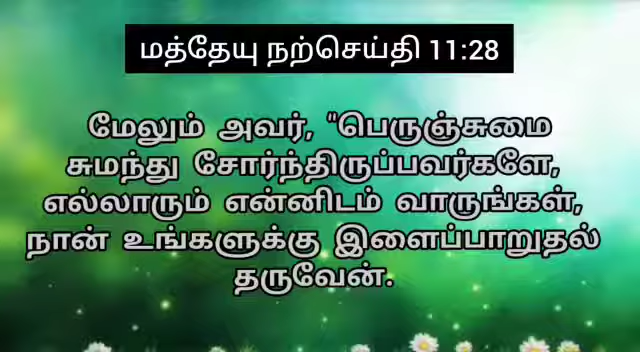 மத்தேயு நற்செய்தி 11:28
மேலும் அவர், "பெருஞ்சுமை
சுமந்து சோர்ந்திருப்பவர்களே,
எல்லாரும் என்னிடம் வாருங்கள்,
நான் உங்களுக்கு இளைப்பாறுதல்
தருவேன்.